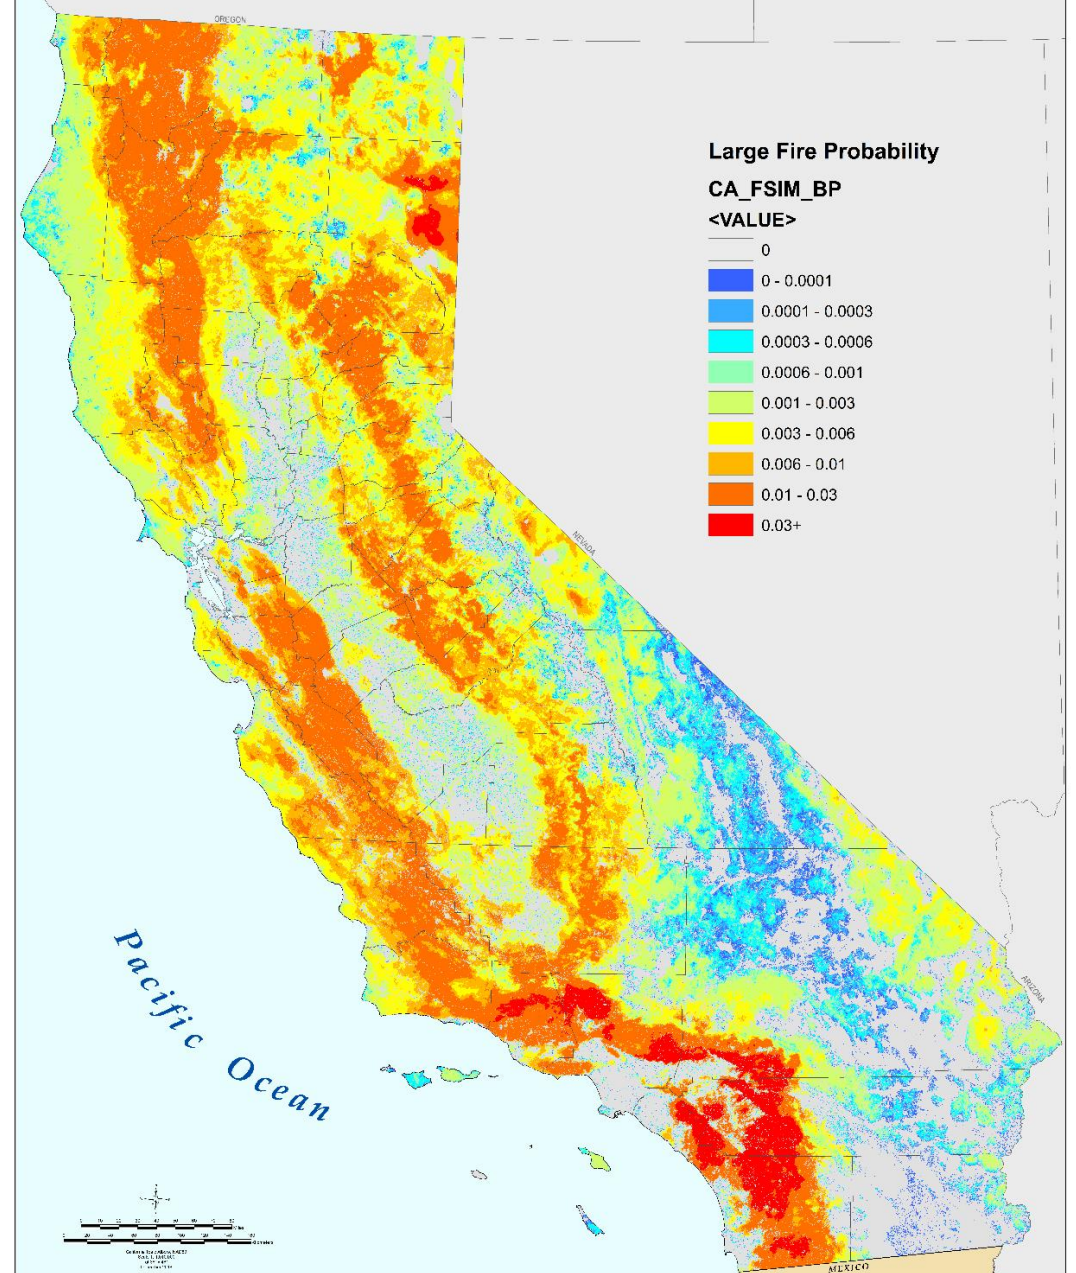 OREGON
Large Fire Probability
CA_FSIM_BP
<VALUE>
0
0 - 0.0001
0.0001 - 0.0003
0.0003 - 0.0006
0.0006 - 0.001
0.001 - 0.003
0.003 - 0.006
0.006 - 0.01
0.01 - 0.03
0.03+
NEVADA
Pacific Ocean
ARIZONA
MEXICO